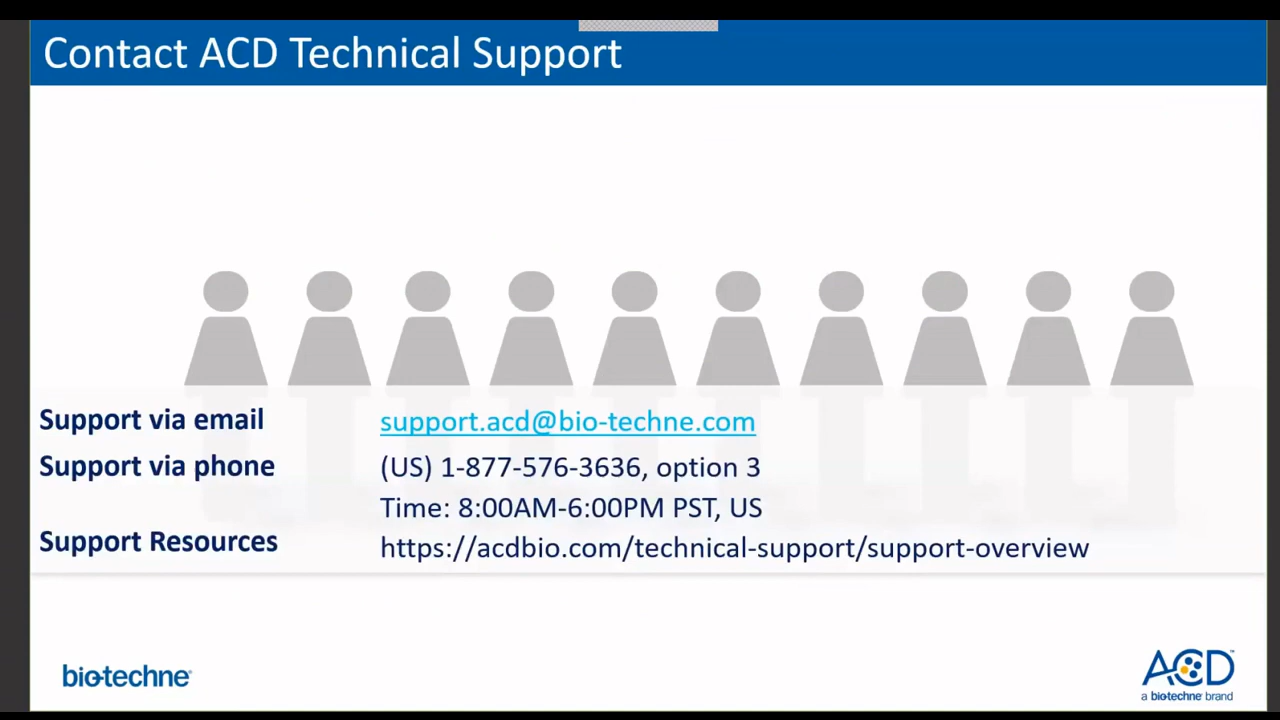 Contact ACD Technical Support
Support via email support.acd@bio-techne.com
Support via phone (US) 1-877-576-3636, option 3
Time: 8:00AM-6:00PM PST, US
Support Resources https://acdbio.com/technical-support/support-overview
bio-techne®
ACD™
a bio-techne® brand